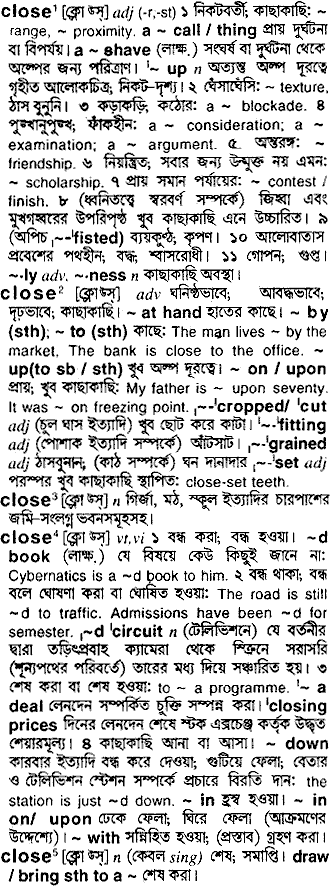 close¹ [ক্লোউস্] adj (-r,-st) ১ নিকটবর্তী; কাছাকাছি: ~
range, ~ proximity. a ~ call / thing প্রায় দুর্ঘটনা
বা বিপর্যয়। a ~ shave (লাক্ষ.) সংঘর্ষ বা দুর্ঘটনা থেকে
অল্পের জন্য পরিত্রাণ। ˈ~ up n অত্যন্ত অল্প দূরত্বে
গৃহীত আলোকচিত্র; নিকট-দৃশ্য। ২ ঘেঁসাঘেঁসি: ~ texture,
ঠাস বুনুনি। ৩ কড়াকড়ি, কঠোর: a ~ blockade. ৪
পুঙ্খানুপুঙ্খ; ফাঁকহীন: a ~ consideration; a ~
examination; a ~ argument. ৫ অন্তরঙ্গ: ~
friendship. ৬ নিয়ন্ত্রিত; সবার জন্য উন্মুক্ত নয় এমন:
~ scholarship. ৭ প্রায় সমান পর্যায়ের: ~ contest /
finish. ৮ (ধ্বনিতত্ত্বে স্বরবর্ণ সম্পর্কে) জিহ্বা এবং
মুখগহ্বরের উপরিপৃষ্ঠ খুব কাছাকাছি এনে উচ্চারিত। ৯
(অপিচ ˌ~-ˈfisted) ব্যয়কুণ্ঠ, কৃপণ। ১০ আলোবাতাস
প্রবেশের পথহীন; বদ্ধ; শ্বাসরোধী। ১১ গোপন; গুপ্ত।
~·ly adv. ~·ness n কাছাকাছি অবস্থা।
close² [ক্লোউস্] adv ঘনিষ্ঠভাবে; আবদ্ধভাবে;
দৃঢ়ভাবে; কাছাকাছি। ~ at hand হাতের কাছে। ~ by
(sth); ~ to (sth) কাছে: The man lives ~ by the
market, The bank is close to the office. ~
up(to sb / sth) খুব অল্প দূরত্বে। ~ on / upon
প্রায়; খুব কাছাকাছি: My father is ~ upon seventy.
It was ~ on freezing point. ˌ~-ˈcropped/ ˈcut
adj (চুল ঘাস ইত্যাদি) খুব ছোট করে কাটা। ˌ~-ˈfitting
adj (পোশাক ইত্যাদি সম্পর্কে) আঁটসাট। ˌ~-ˈgrained
adj ঠাসবুনান; (কাঠ সম্পর্কে) ঘন দানাদার ˌ~-ˈset adj
পরস্পর খুব কাছাকাছি স্থাপিত: close-set teeth.
close³ [ক্লোউস্] n গির্জা, মঠ, স্কুল ইত্যাদির চারপাশের
জমি-সংলগ্ন ভবনসমূহসহ।
close⁴ [ক্লোউস্] vt,vi ১ বন্ধ করা; বন্ধ হওয়া। ~d
book (লাক্ষ.) যে বিষয়ে কেউ কিছুই জানে না:
Cybernatics is a ~d book to him. ২ বন্ধ থাকা; বন্ধ
বলে ঘোষণা করা বা ঘোষিত হওয়া: The road is still
~d to traffic. Admissions have been ~d for
semester. ˌ~d ˈcircuit n (টেলিভিশনে) যে বর্তনীর
দ্বারা তড়িৎপ্রবাহ ক্যামেরা থেকে স্ক্রিনে সরাসরি
(শূন্যপথের পরিবর্তে) তারের মধ্য দিয়ে সঞ্চারিত হয়। ৩
শেষ করা বা শেষ হওয়া: to ~ a programme. ˈ~ a
deal লেনদেন সম্পর্কিত চুক্তি সম্পন্ন করা। ˈclosing
prices দিনের লেনদেন শেষে স্টক এক্সচেঞ্জ কর্তৃক উদ্ধৃত
শেয়ারমূল্য। ৪ কাছাকাছি আনা বা আসা। ~ down
কারবার ইত্যাদি বন্ধ করে দেওয়া, গুটিয়ে ফেলা; বেতার
ও টেলিভিশন স্টেশন সম্পর্কে প্রচারে বিরতি দান: the
station is just ~d down. ~ in হ্রস্ব হওয়া। ~ in
on/ upon ঢেকে ফেলা; ঘিরে ফেলা (আক্রমণের
উদ্দেশ্যে)। ~ with সন্নিহিত হওয়া; (প্রস্তাব) গ্রহণ করা।
close⁵ [ক্লোউস্] n (কেবল sing) শেষ; সমাপ্তি। draw
/ bring sth to a ~ শেষ করা।